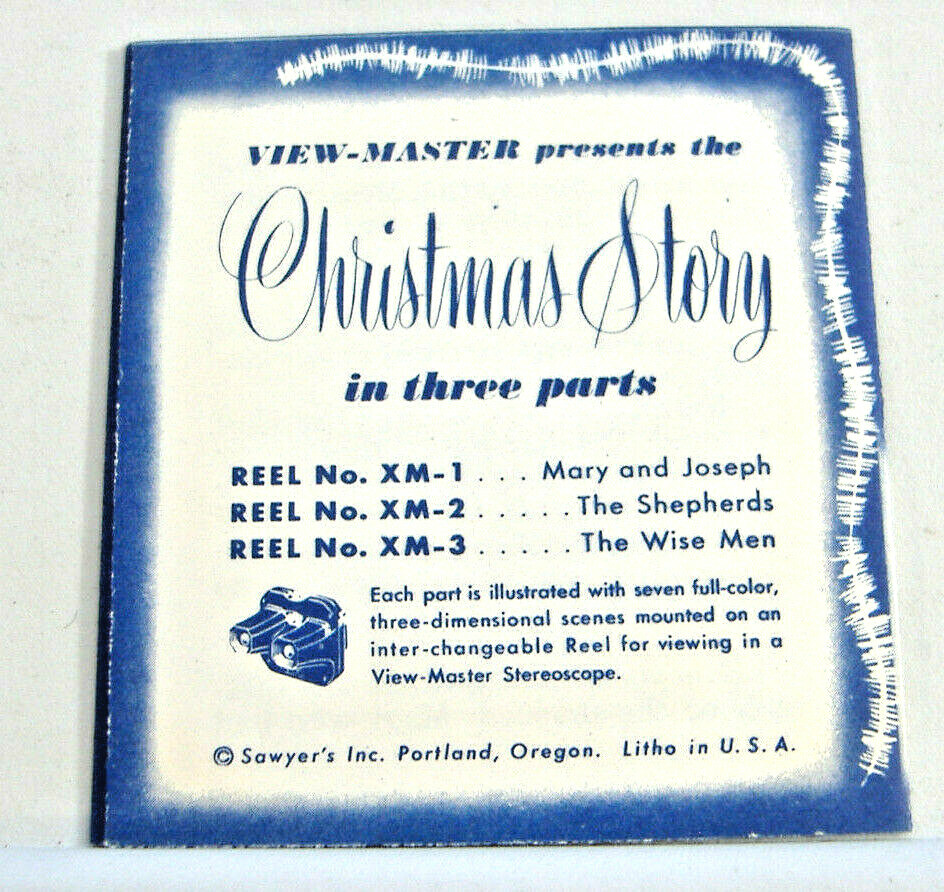 VIEW-MASTER presents the
Christmas Story
in three parts
REEL No. XM-1 . . . Mary and Joseph
REEL No. XM-2 . . . . . The Shepherds
REEL No. XM-3 . . . . . The Wise Men
Each part is illustrated with seven full-color,
three-dimensional scenes mounted on an
inter-changeable Reel for viewing in a
View-Master Stereoscope.
© Sawyer's Inc. Portland, Oregon. Litho in U. S. A.